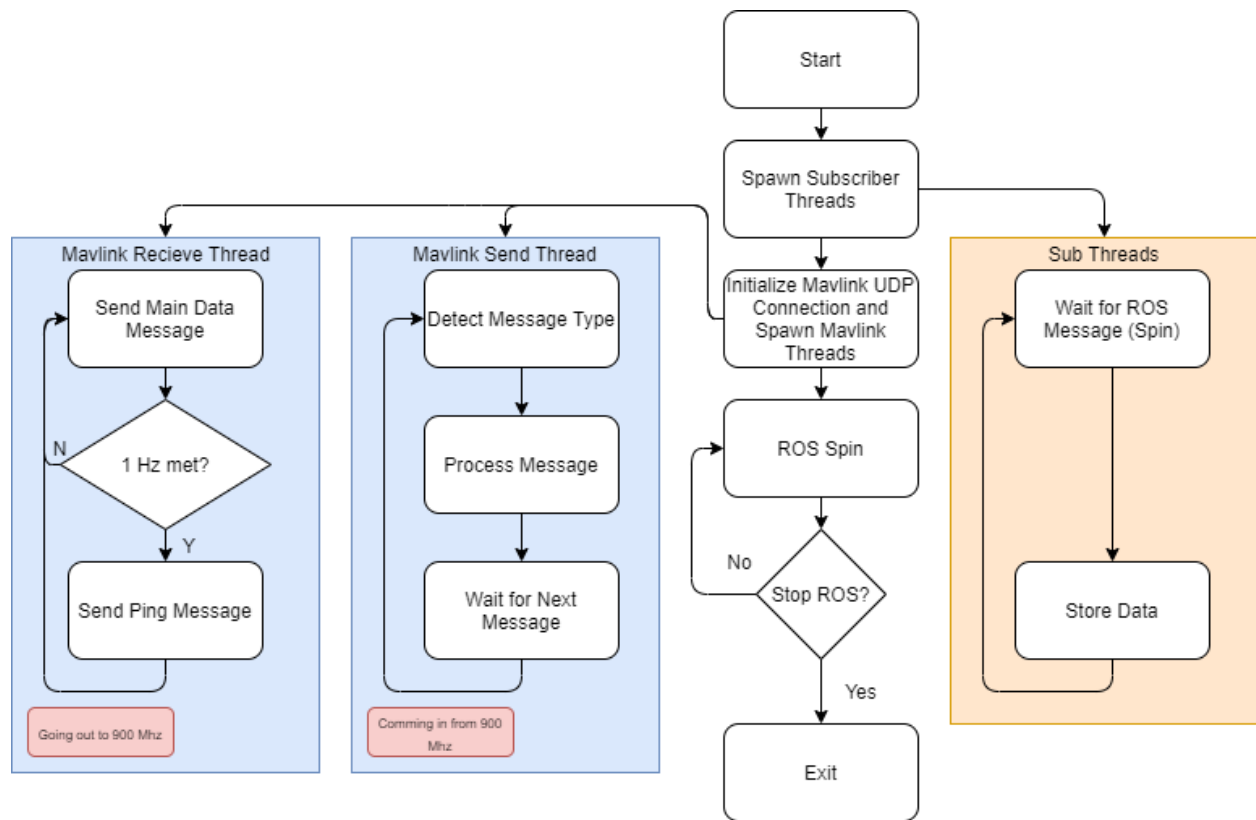 Start
Spawn Subscriber
Threads
Mavlink Recieve Thread
Send Main Data
Message
N
1 Hz met?
Y
Send Ping Message
Going out to 900 Mhz
Mavlink Send Thread
Detect Message Type
Process Message
Wait for Next
Message
Comming in from 900
Mhz
Initialize Mavlink UDP
Connection and
Spawn Mavlink
Threads
ROS Spin
No
Stop ROS?
Yes
Exit
Sub Threads
Wait for ROS
Message (Spin)
Store Data